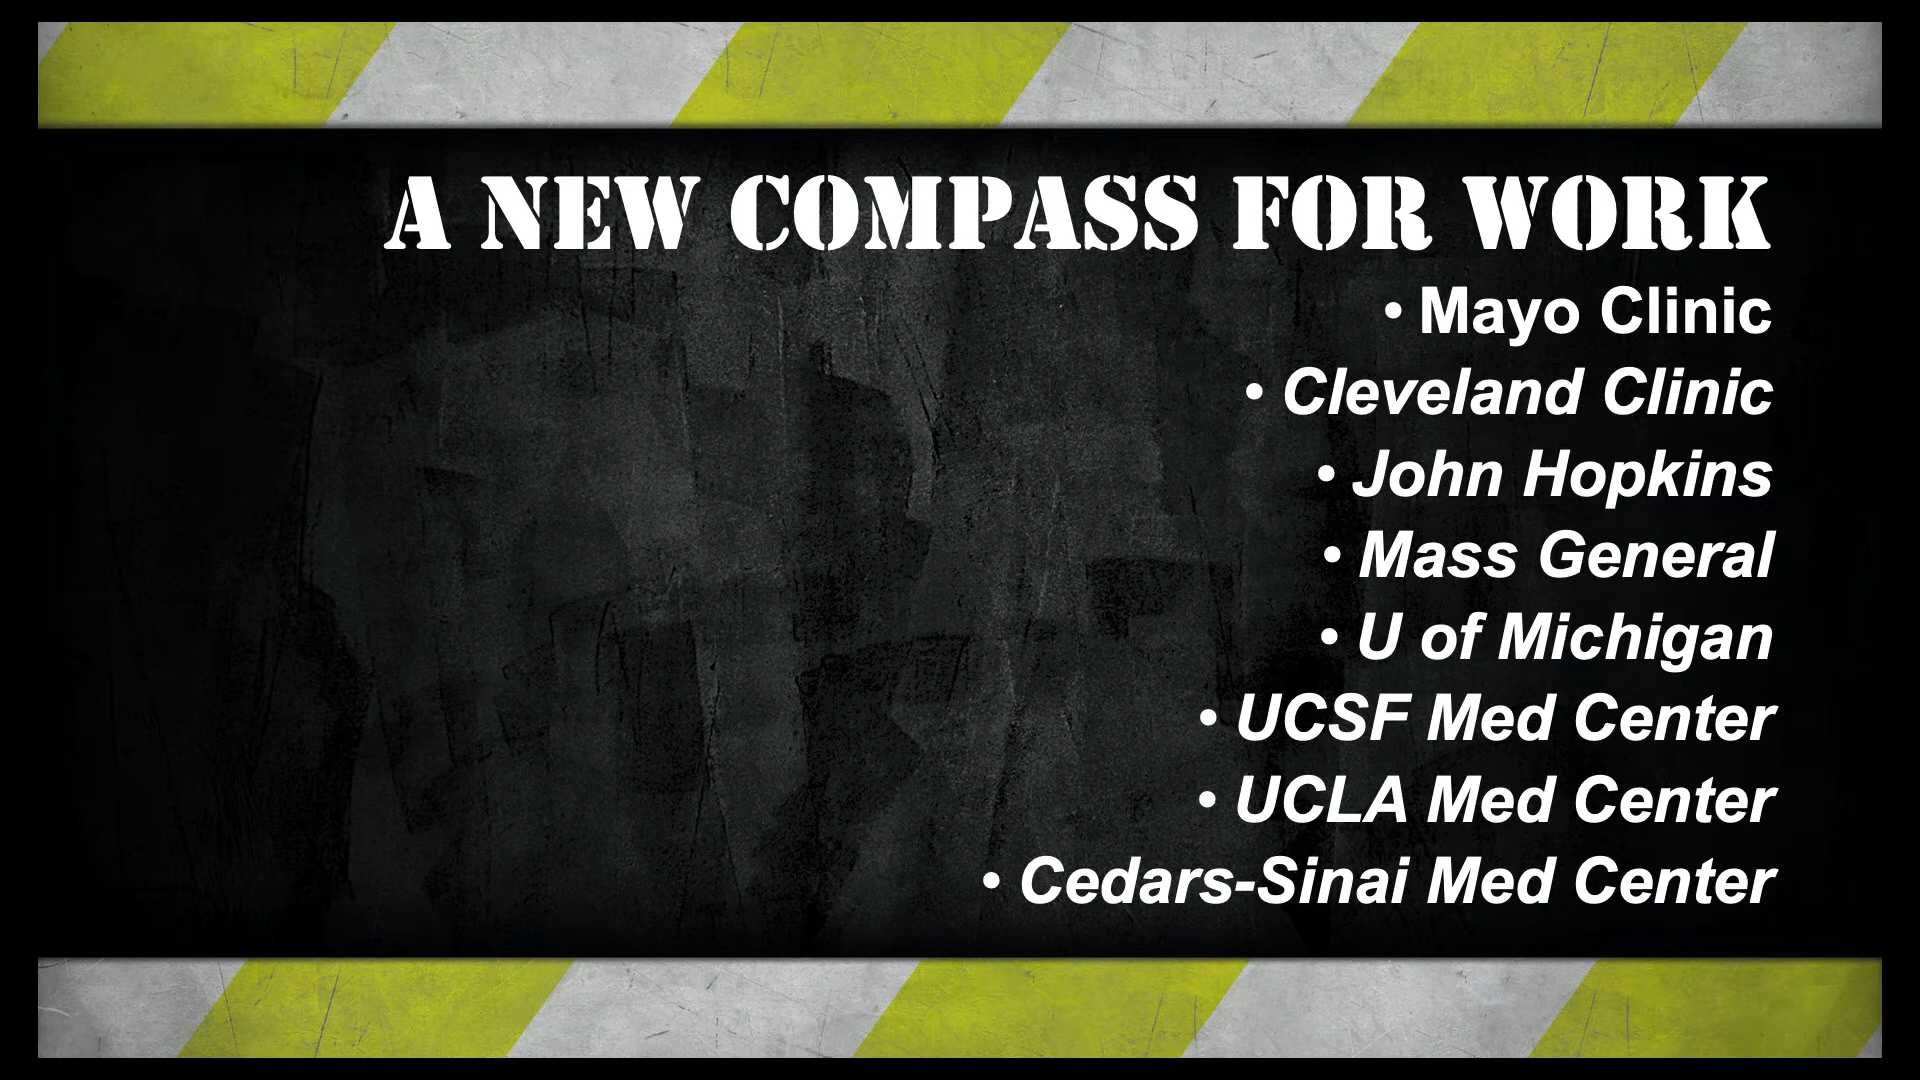 A NEW COMPASS FOR WORK
• Mayo Clinic
• Cleveland Clinic
• John Hopkins
• Mass General
• U of Michigan
• UCSF Med Center
• UCLA Med Center
• Cedars-Sinai Med Center